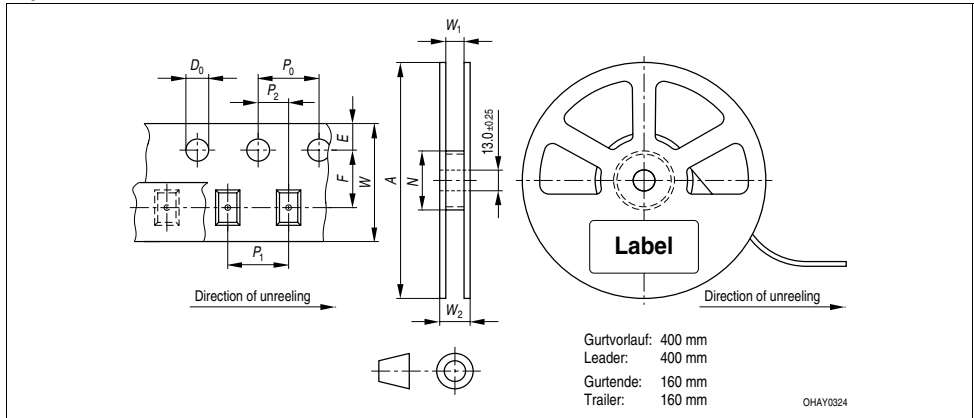 W1
D0
P0
P2
E
F
W
A
N
13.0±0.25
P1
Label
Direction of unreeling
W2
Direction of unreeling
Gurtvorlauf: 400 mm
Leader: 400 mm
Gurtende: 160 mm
Trailer: 160 mm
OHAY0324